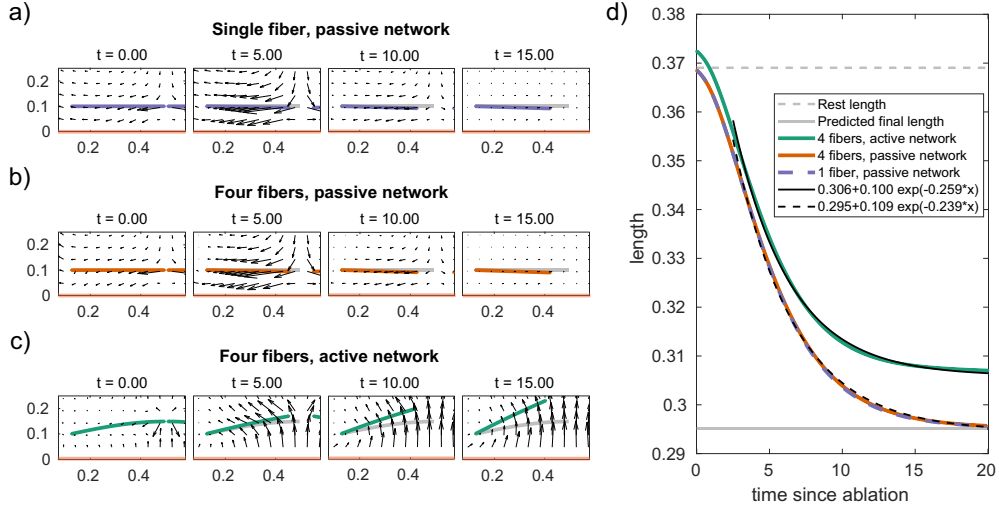 a)
Single fiber, passive network
t = 0.00
t = 5.00
t = 10.00
t = 15.00
0.2
0.1
0
0.2 0.4
0.2 0.4
0.2 0.4
0.2 0.4
b)
Four fibers, passive network
t = 0.00
t = 5.00
t = 10.00
t = 15.00
0.2
0.1
0
0.2 0.4
0.2 0.4
0.2 0.4
0.2 0.4
c)
Four fibers, active network
t = 0.00
t = 5.00
t = 10.00
t = 15.00
0.2
0.1
0
0.2 0.4
0.2 0.4
0.2 0.4
0.2 0.4
d)
0.38
0.37
0.36
0.35
0.34
0.33
0.32
0.31
0.3
0.29
length
0 5 10 15 20
time since ablation
Rest length
Predicted final length
4 fibers, active network
4 fibers, passive network
1 fiber, passive network
0.306+0.100 exp(-0.259*x)
0.295+0.109 exp(-0.239*x)